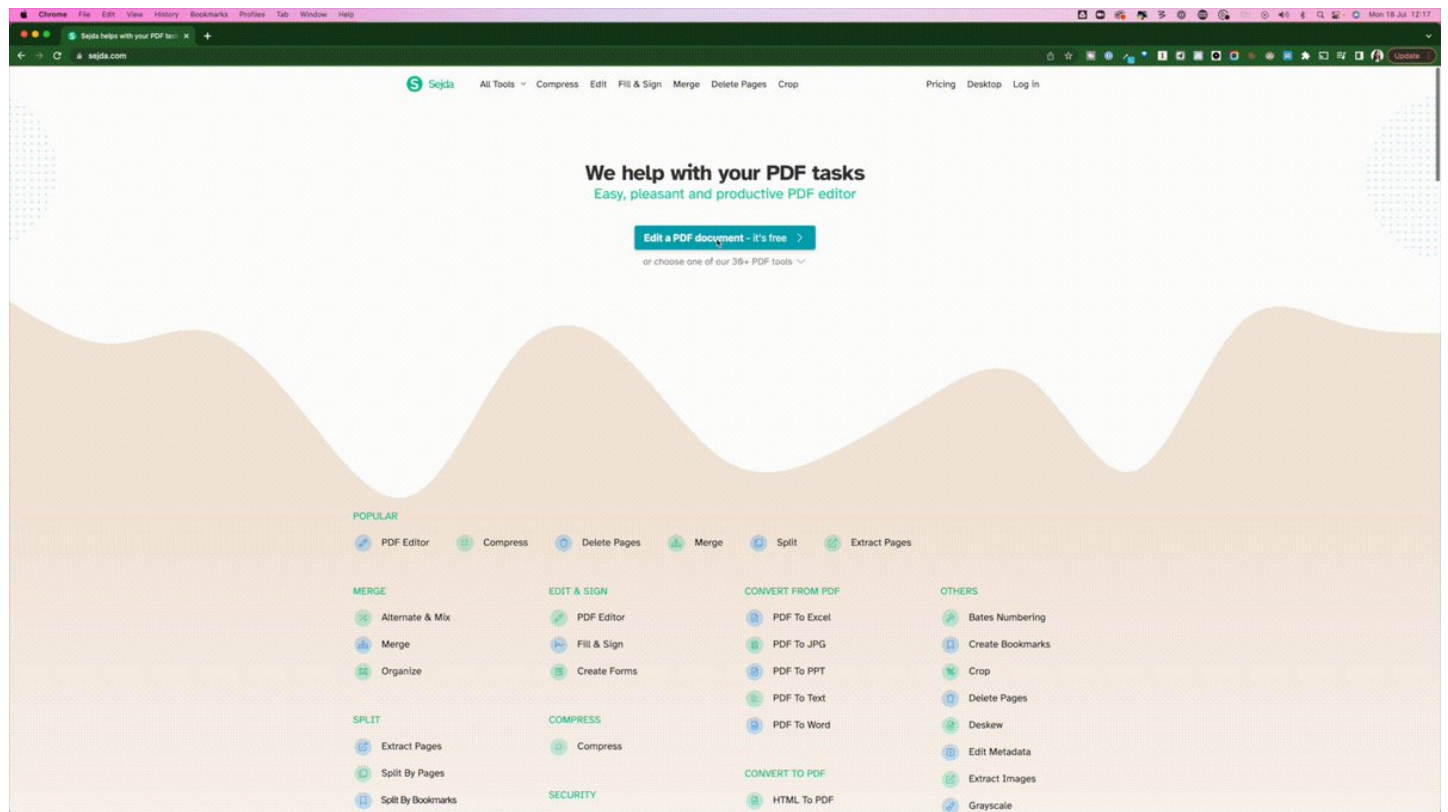 Chrome File Edit View History Bookmarks Profiles Tab Window Help
Mon 18 Jul 12:17
Sejda helps with your PDF tas
sejda.com
Update
Sejda All Tools Compress Edit Fill & Sign Merge Delete Pages Crop Pricing Desktop Log in
We help with your PDF tasks
Easy, pleasant and productive PDF editor
Edit a PDF document - it's free
or choose one of our 30+ PDF tools
POPULAR
PDF Editor Compress Delete Pages Merge Split Extract Pages
MERGE
Alternate & Mix
Merge
Organize
SPLIT
Extract Pages
Split By Pages
Split By Bookmarks
EDIT & SIGN
PDF Editor
Fill & Sign
Create Forms
COMPRESS
Compress
SECURITY
CONVERT FROM PDF
PDF To Excel
PDF To JPG
PDF To PPT
PDF To Text
PDF To Word
CONVERT TO PDF
HTML To PDF
OTHERS
Bates Numbering
Create Bookmarks
Crop
Delete Pages
Deskew
Edit Metadata
Extract Images
Grayscale